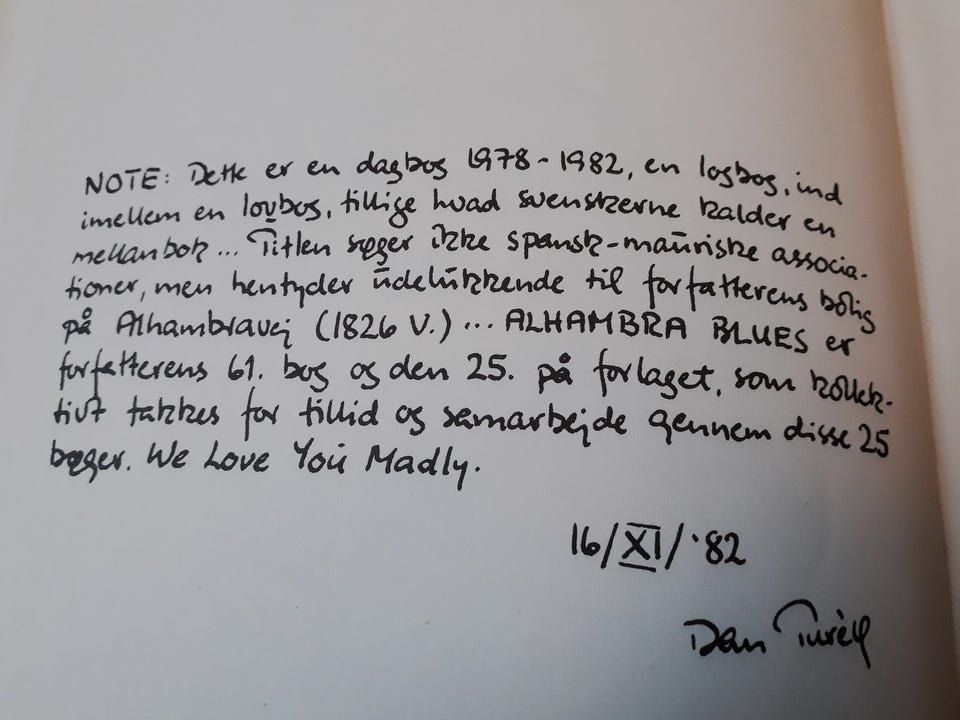 NOTE: Dette er en dagbog 1978-1982, en logbog, ind
imellem en lovbog, tillige hvad svenskerne kalder en
mellanbok... Titlen søger ikke spansk-mauriske associa-
tioner, men hentyder udelukkende til forfatterens bolig
på Alhambravej (1826 V.)... ALHAMBRA BLUES er
forfatterens 61. bog og den 25. på forlaget, som kollek-
tivt takkes for tillid og samarbejde gennem disse 25
bøger. We Love You Madly.
16/XI/'82
Dan Turèll